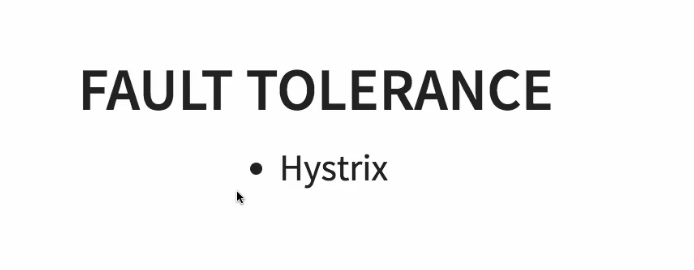 FAULT TOLERANCE
• Hystrix